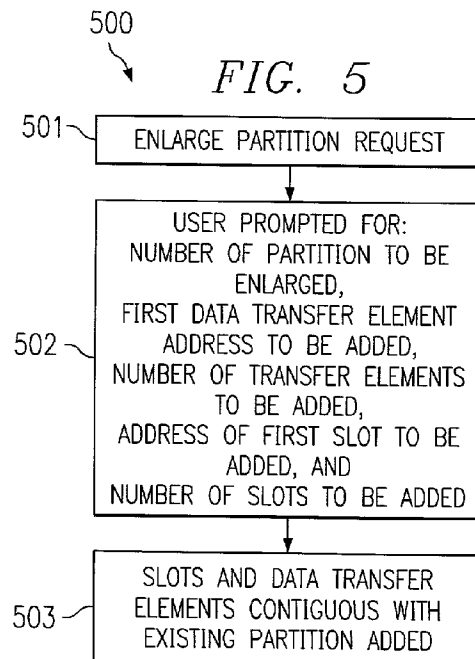 500
FIG. 5
501
ENLARGE PARTITION REQUEST
502
USER PROMPTED FOR:
NUMBER OF PARTITION TO BE
ENLARGED,
FIRST DATA TRANSFER ELEMENT
ADDRESS TO BE ADDED,
NUMBER OF TRANSFER ELEMENTS
TO BE ADDED,
ADDRESS OF FIRST SLOT TO BE
ADDED, AND
NUMBER OF SLOTS TO BE ADDED
503
SLOTS AND DATA TRANSFER
ELEMENTS CONTIGUOUS WITH
EXISTING PARTITION ADDED